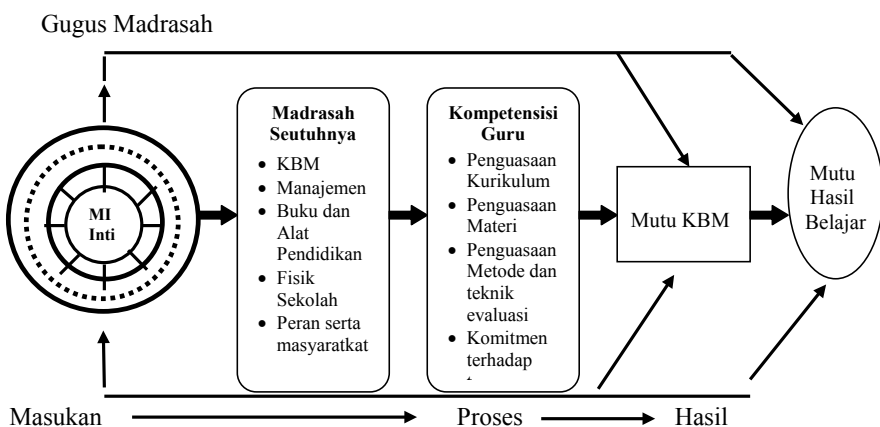 Gugus Madrasah
MI
Inti
Madrasah
Seutuhnya
• KBM
• Manajemen
• Buku dan
Alat
Pendidikan
• Fisik
Sekolah
• Peran serta
masyaratkat
Kompetensisi
Guru
• Penguasaan
Kurikulum
• Penguasaan
Materi
• Penguasaan
Metode dan
teknik
evaluasi
• Komitmen
terhadap
Mutu KBM
Mutu
Hasil
Belajar
Masukan
Proses
Hasil